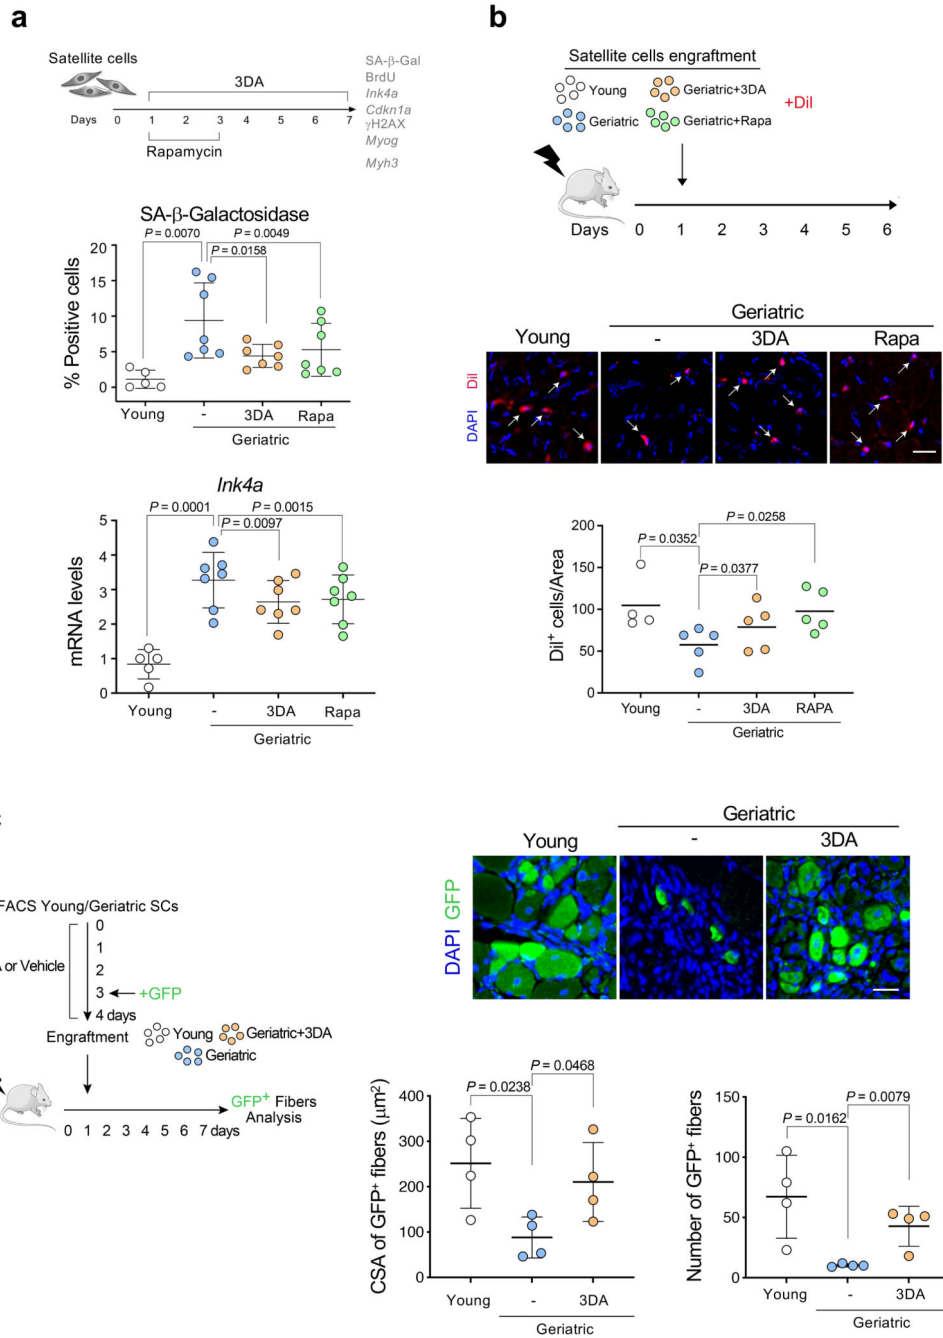 a
Satellite cells
3DA
Days 0 1 2 3 4 5 6 7
Rapamycin
SA-β-Gal
BrdU
Ink4a
Cdkn1a
γH2AX
Myog
Myh3
SA-β-Galactosidase
P = 0.0070 P = 0.0049
P = 0.0158
% Positive cells
20
15
10
5
0
Young - 3DA Rapa
Geriatric
Ink4a
P = 0.0001 P = 0.0015
P = 0.0097
mRNA levels
5
4
3
2
1
0
Young - 3DA Rapa
Geriatric
b
Satellite cells engraftment
Young Geriatric+3DA
Geriatric Geriatric+Rapa
+Dil
Days 0 1 2 3 4 5 6
Geriatric
Young - 3DA Rapa
DAPI Dil
P = 0.0258
P = 0.0352
P = 0.0377
Dil+ cells/Area
200
150
100
50
0
Young - 3DA RAPA
Geriatric
FACS Young/Geriatric SCs
0
1
2
or Vehicle
3 +GFP
4 days
Engraftment
Young Geriatric+3DA
Geriatric
GFP+ Fibers
Analysis
0 1 2 3 4 5 6 7 days
Geriatric
Young - 3DA
DAPI GFP
P = 0.0468
P = 0.0238
CSA of GFP+ fibers (μm2)
400
300
200
100
0
Young - 3DA
Geriatric
P = 0.0079
P = 0.0162
Number of GFP+ fibers
150
100
50
0
Young - 3DA
Geriatric